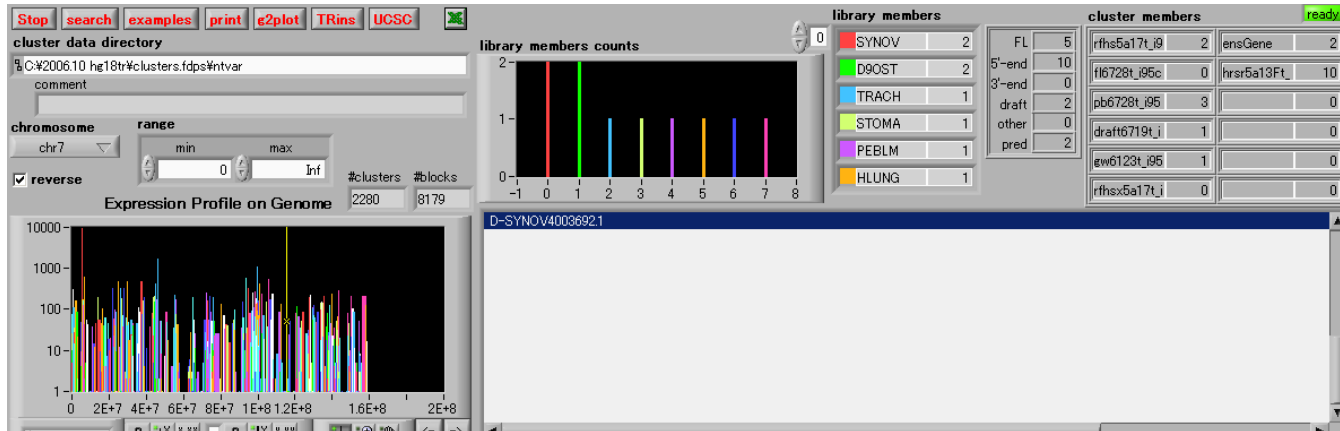 Stop search examples print g2plot TRins UCSC
cluster data directory
C:¥2006.10 hg18tr¥clusters.fdps¥ntvar
comment
chromosome range
chr7
min max
0 Inf
reverse
#clusters #blocks
2280 8179
Expression Profile on Genome
10000
1000
100
10
1
0 2E+7 4E+7 6E+7 8E+7 1E+8 1.2E+8 1.6E+8 2E+8
library members counts
0
2
1
0
-1 0 1 2 3 4 5 6 7 8
library members
SYNOV 2
D9OST 2
TRACH 1
STOMA 1
PEBLM 1
HLUNG 1
FL 5
5'-end 10
3'-end 0
draft 2
other 0
pred 2
cluster members ready
rfhs5a17t_i9 2 ensGene 2
fl6728t_i95c 0 hrsr5a13Ft_ 10
pb6728t_i95 3 0
draft6719t_i 1 0
gw6123t_i95 1 0
rfhsx5a17t_i 0 0
D-SYNOV4003692.1